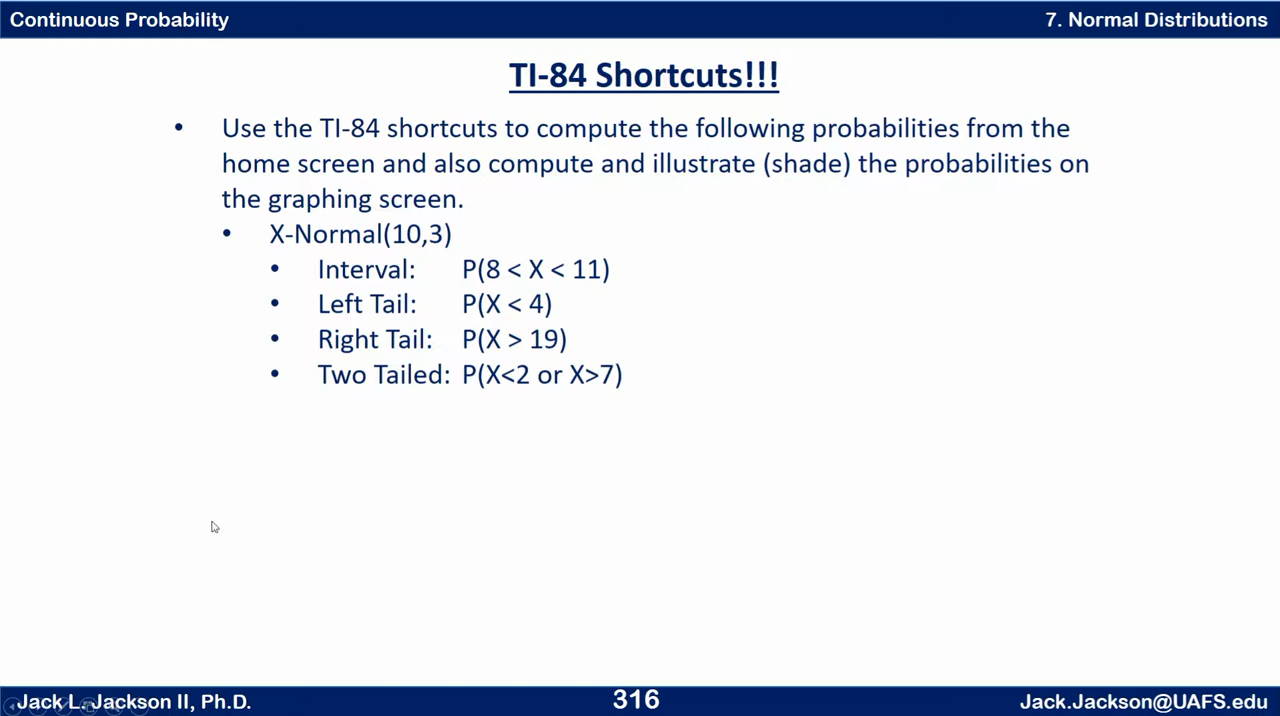 Continuous Probability
7. Normal Distributions
TI-84 Shortcuts!!!
• Use the TI-84 shortcuts to compute the following probabilities from the
home screen and also compute and illustrate (shade) the probabilities on
the graphing screen.
• X-Normal(10,3)
• Interval: P(8 < X < 11)
• Left Tail: P(X < 4)
• Right Tail: P(X > 19)
• Two Tailed: P(X<2 or X>7)
Jack L. Jackson II, Ph.D.
316
Jack.Jackson@UAFS.edu